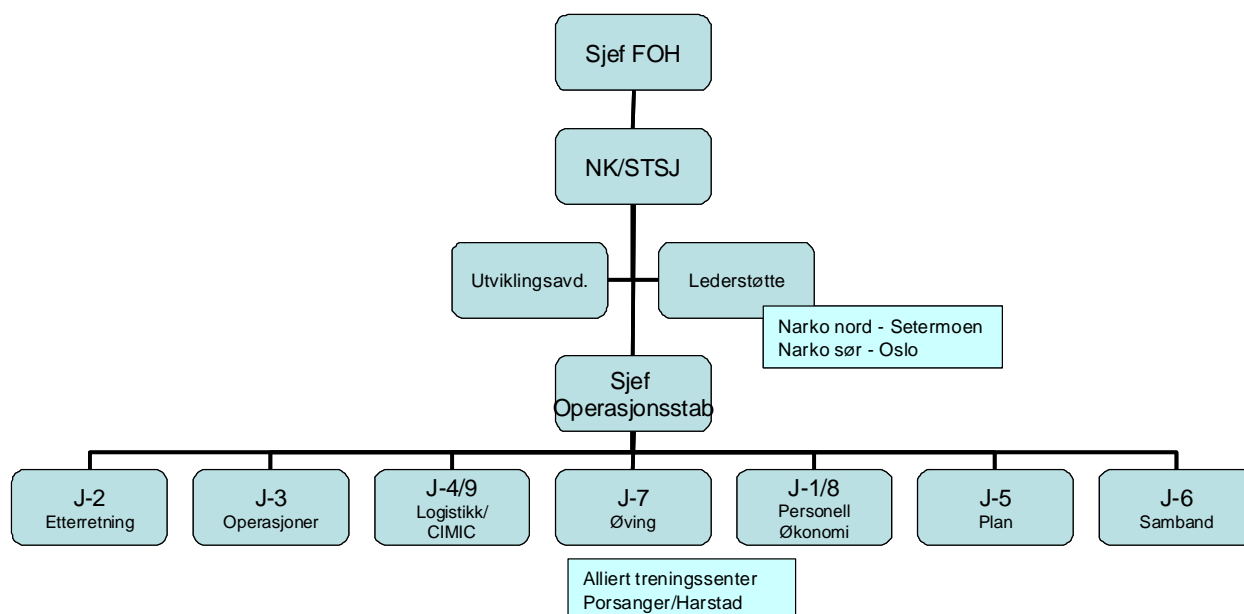 Sjef FOH
NK/STSJ
Utviklingsavd.
Lederstøtte
Narko nord - Setermoen
Narko sør - Oslo
Sjef
Operasjonsstab
J-2
Etterretning
J-3
Operasjoner
J-4/9
Logistikk/
CIMIC
J-7
Øving
J-1/8
Personell
Økonomi
J-5
Plan
J-6
Samband
Alliert treningssenter
Porsanger/Harstad